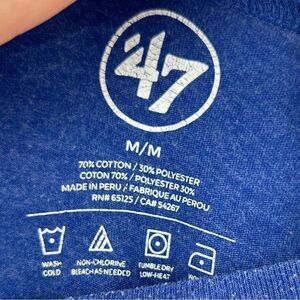 '47
M/M
70% COTTON / 30% POLYESTER
COTON 70% / POLYESTER 30%
MADE IN PERU / FABRIQUE AU PEROU
RN# 65125 / CA# 54267
WASH COLD
NON-CHLORINE BLEACH AS NEEDED
TUMBLE DRY LOW-HEAT